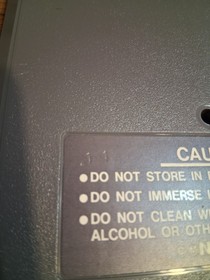 CAU
●DO NOT STORE IN
●DO NOT IMMERSE
●DO NOT CLEAN W
ALCOHOL OR OTH